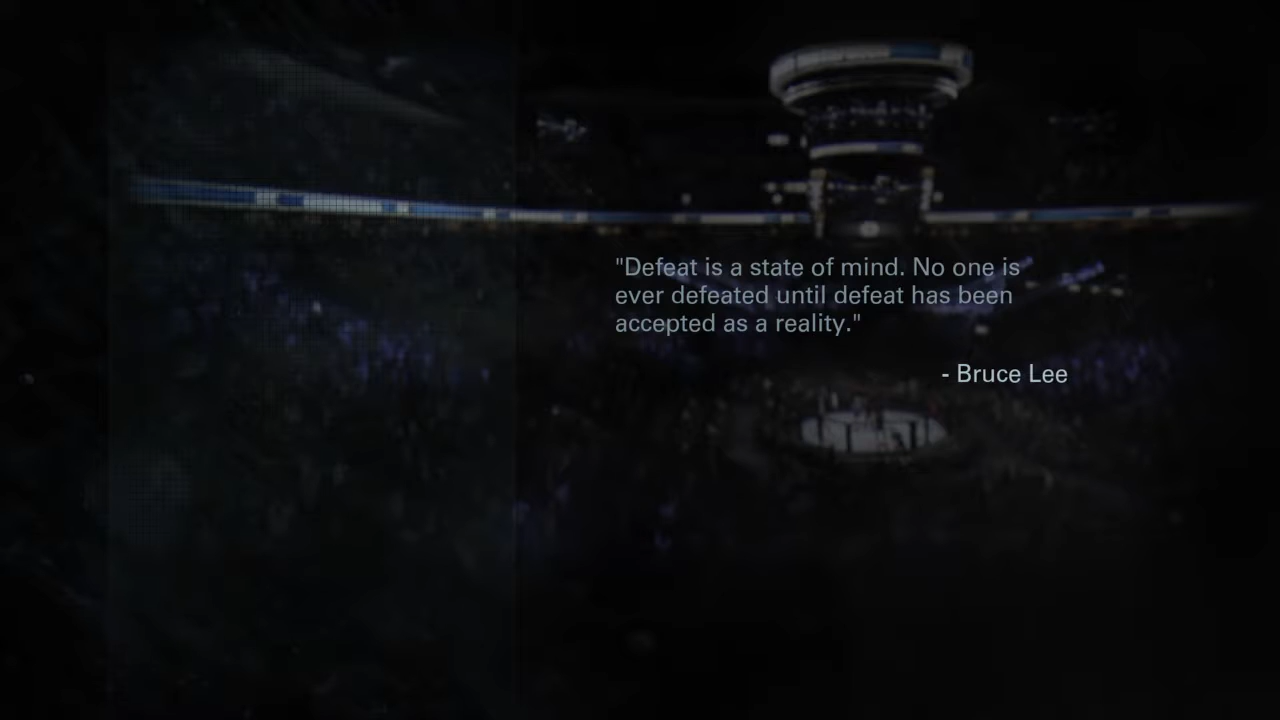 "Defeat is a state of mind. No one is
ever defeated until defeat has been
accepted as a reality."
- Bruce Lee